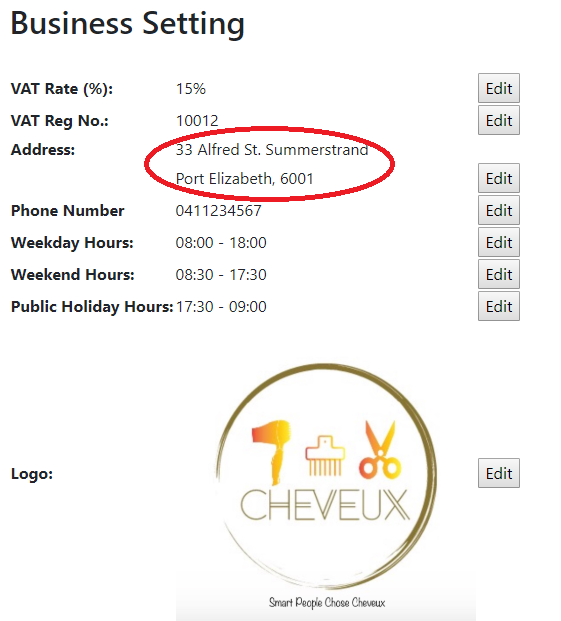 Business Setting
VAT Rate (%): 15% Edit
VAT Reg No.: 10012 Edit
Address: 33 Alfred St. Summerstrand
Port Elizabeth, 6001 Edit
Phone Number 0411234567 Edit
Weekday Hours: 08:00 - 18:00 Edit
Weekend Hours: 08:30 - 17:30 Edit
Public Holiday Hours: 17:30 - 09:00 Edit
CHEVEUX
Logo: Edit
Smart People Chose Cheveux